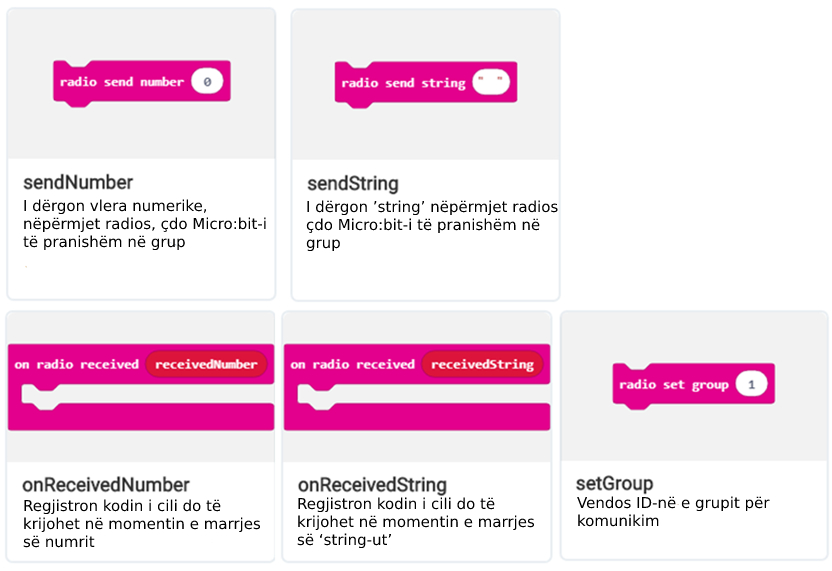 radio send number 0
sendNumber
I dërgon vlera numerike,
nëpërmjet radios, çdo Micro:bit-i
të pranishëm në grup
radio send string " "
sendString
I dërgon ’string’ nëpërmjet radios
çdo Micro:bit-i të pranishëm në
grup
on radio received receivedNumber
onReceivedNumber
Regjistron kodin i cili do të
krijohet në momentin e marrjes
së numrit
on radio received receivedString
onReceivedString
Regjistron kodin i cili do të
krijohet në momentin e marrjes
së ‘string-ut’
radio set group 1
setGroup
Vendos ID-në e grupit për
komunikim